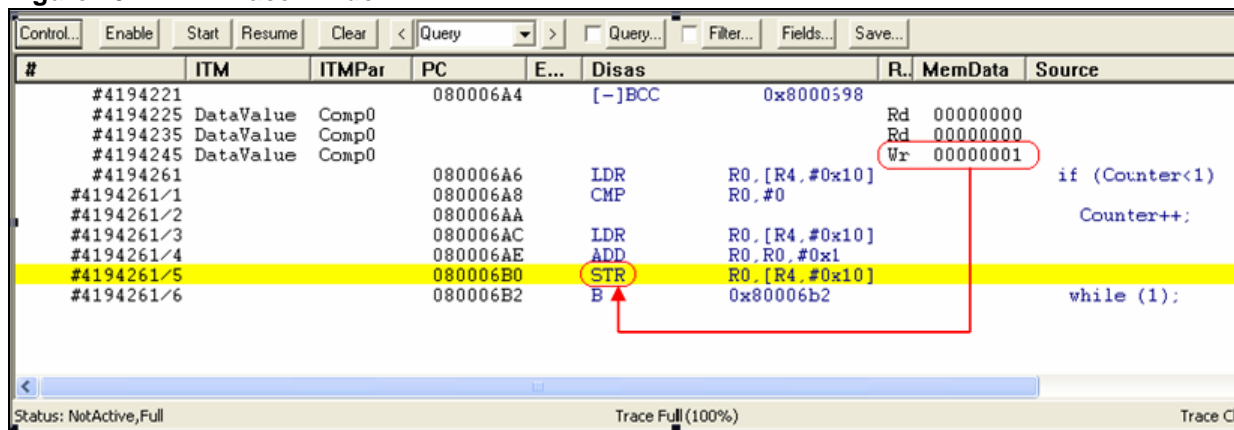 Control... Enable Start Resume Clear < Query > Query... Filter... Fields... Save...
# ITM ITMPar PC E... Disas R.. MemData Source
#4194221 080006A4 [-]BCC 0x8000598
#4194225 DataValue Comp0 Rd 00000000
#4194235 DataValue Comp0 Rd 00000000
#4194245 DataValue Comp0 Wr 00000001
#4194261 080006A6 LDR R0,[R4,#0x10] if (Counter<1)
#4194261/1 080006A8 CMP R0,#0
#4194261/2 080006AA Counter++;
#4194261/3 080006AC LDR R0,[R4,#0x10]
#4194261/4 080006AE ADD R0,R0,#0x1
#4194261/5 080006B0 STR R0,[R4,#0x10]
#4194261/6 080006B2 B 0x80006b2 while (1);
Status: NotActive,Full Trace Full (100%) Trace